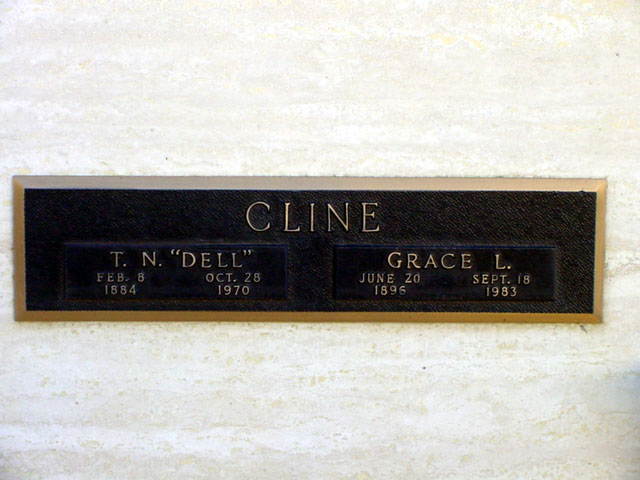 CLINE
T. N. "DELL"
FEB. 8 OCT. 28
1884 1970
GRACE L.
JUNE 20 SEPT. 18
1896 1983